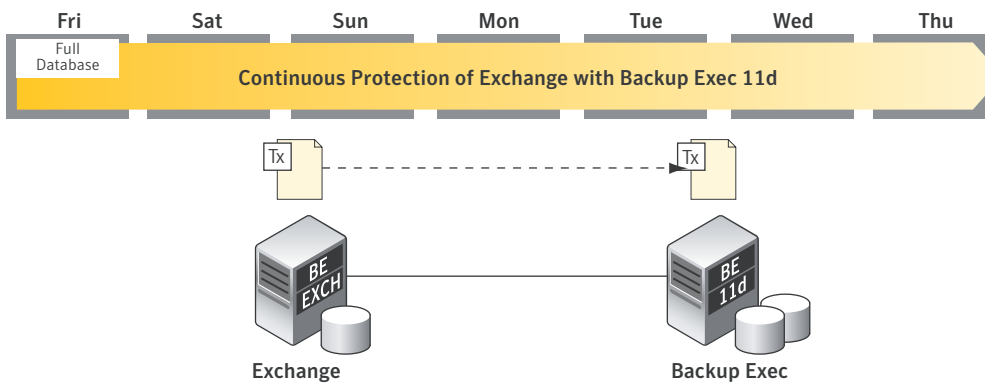 Fri Sat Sun Mon Tue Wed Thu
Full
Database
Continuous Protection of Exchange with Backup Exec 11d
Tx Tx
BE BE
EXCH 11d
Exchange Backup Exec